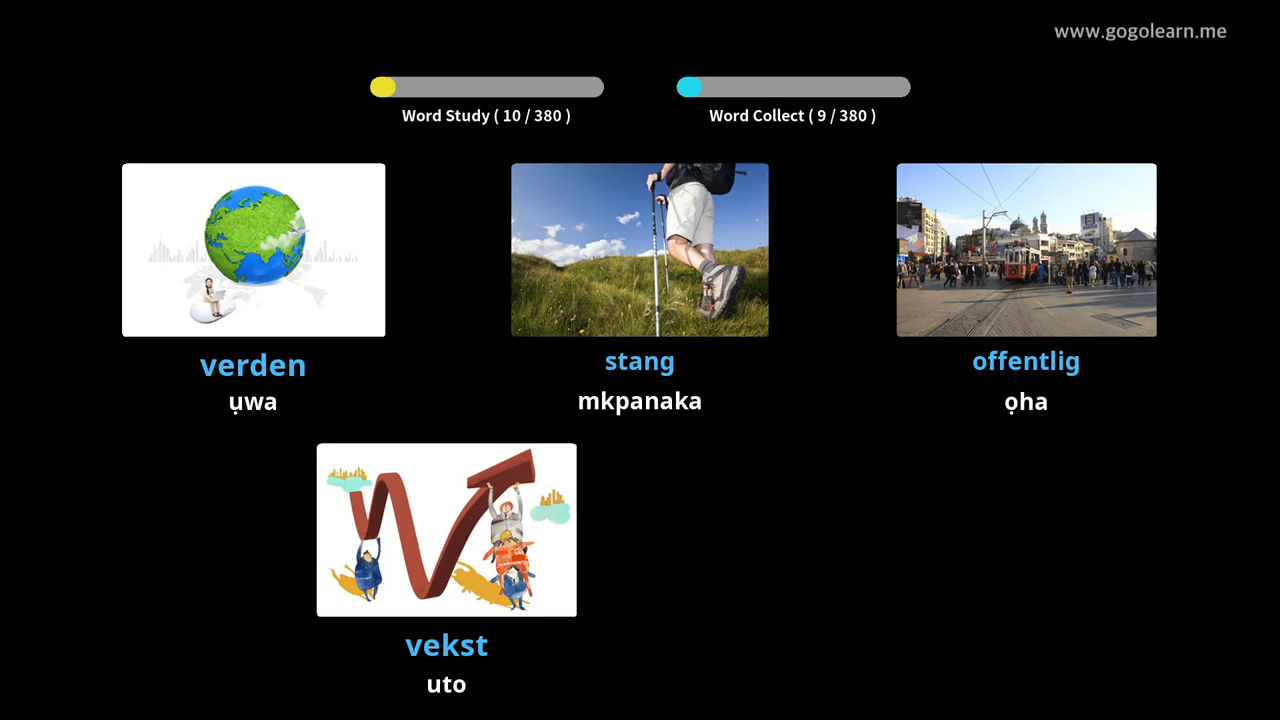 www.gogolearn.me
Word Study ( 10 / 380 )
Word Collect ( 9 / 380 )
verden
ụwa
stang
mkpanaka
offentlig
ọha
vekst
uto